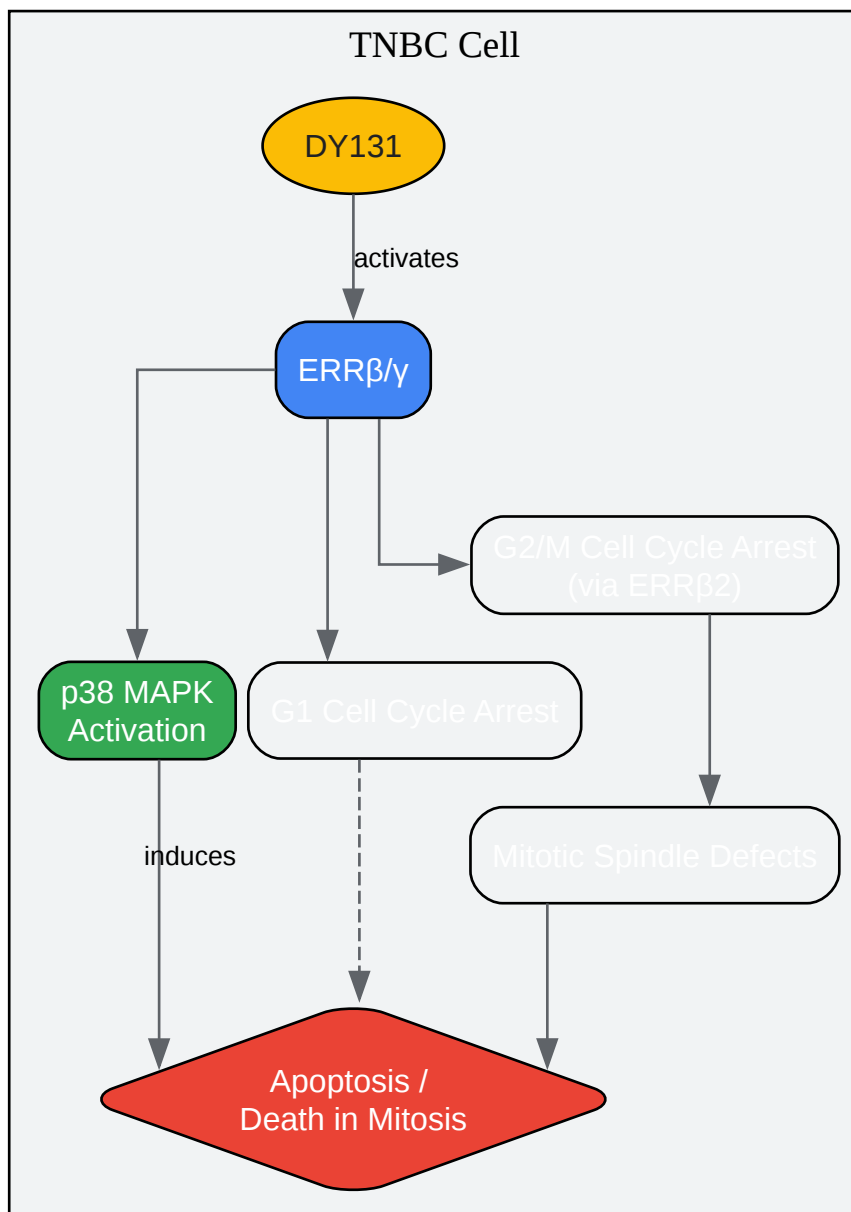 TNBC Cell
DY131
activates
ERRβ/γ
G2/M Cell Cycle Arrest
(via ERRβ2)
p38 MAPK
Activation
G1 Cell Cycle Arrest
induces
Mitotic Spindle Defects
Apoptosis /
Death in Mitosis